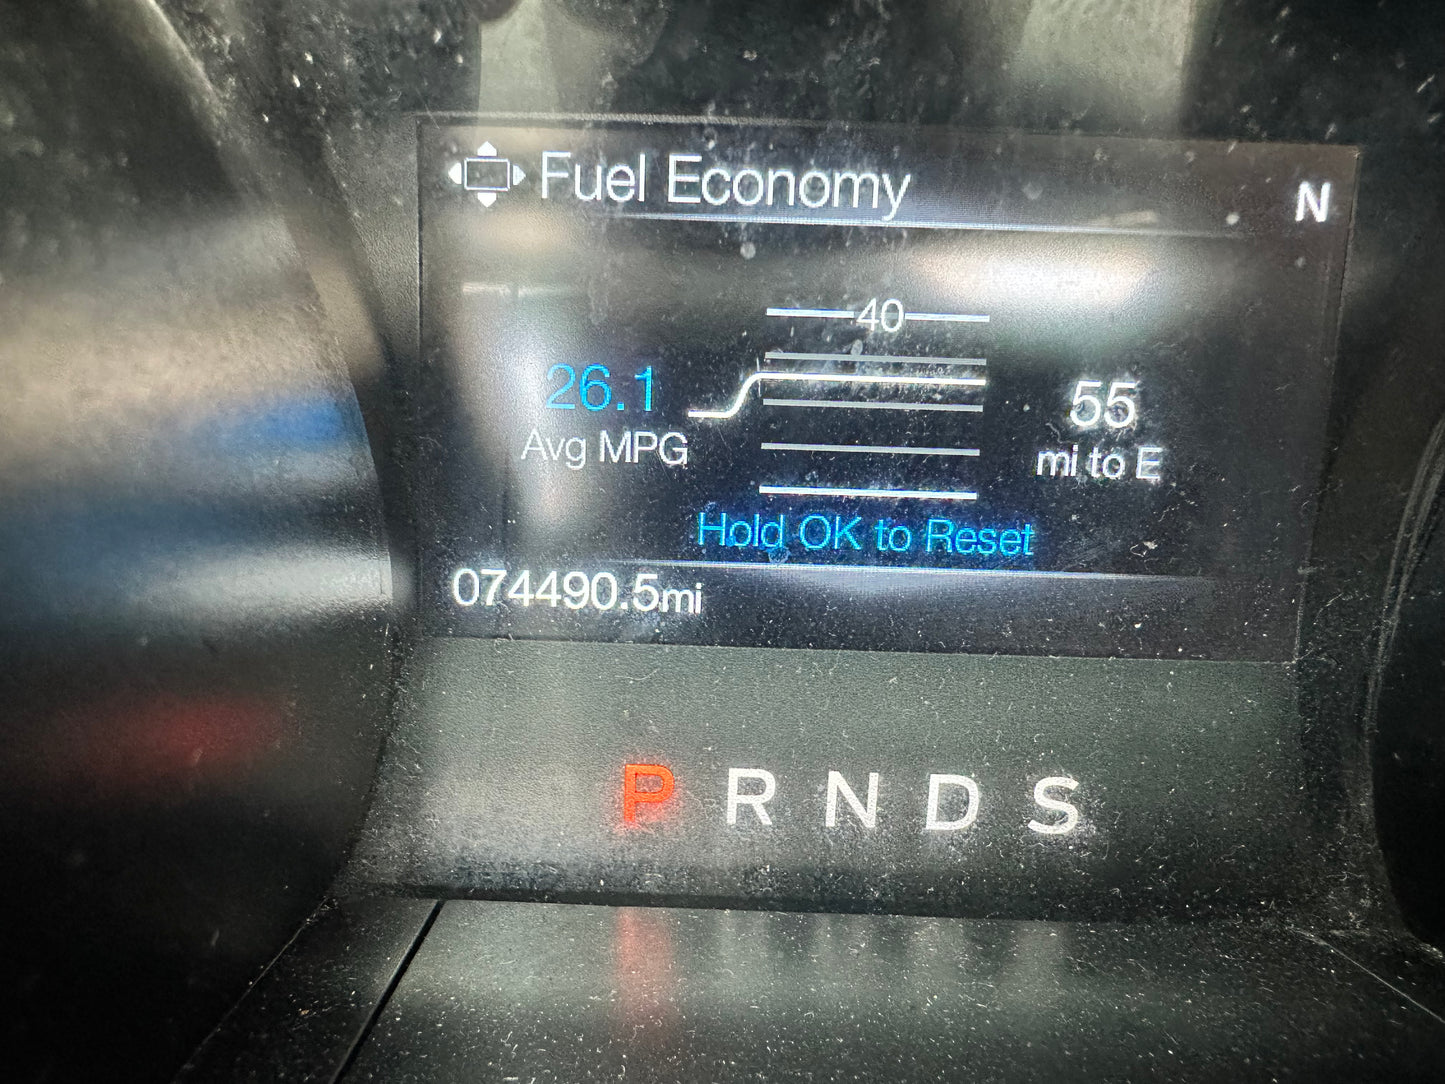 Fuel Economy N
40
26.1 55
Avg MPG mi to E
Hold OK to Reset
074490.5mi
P R N D S